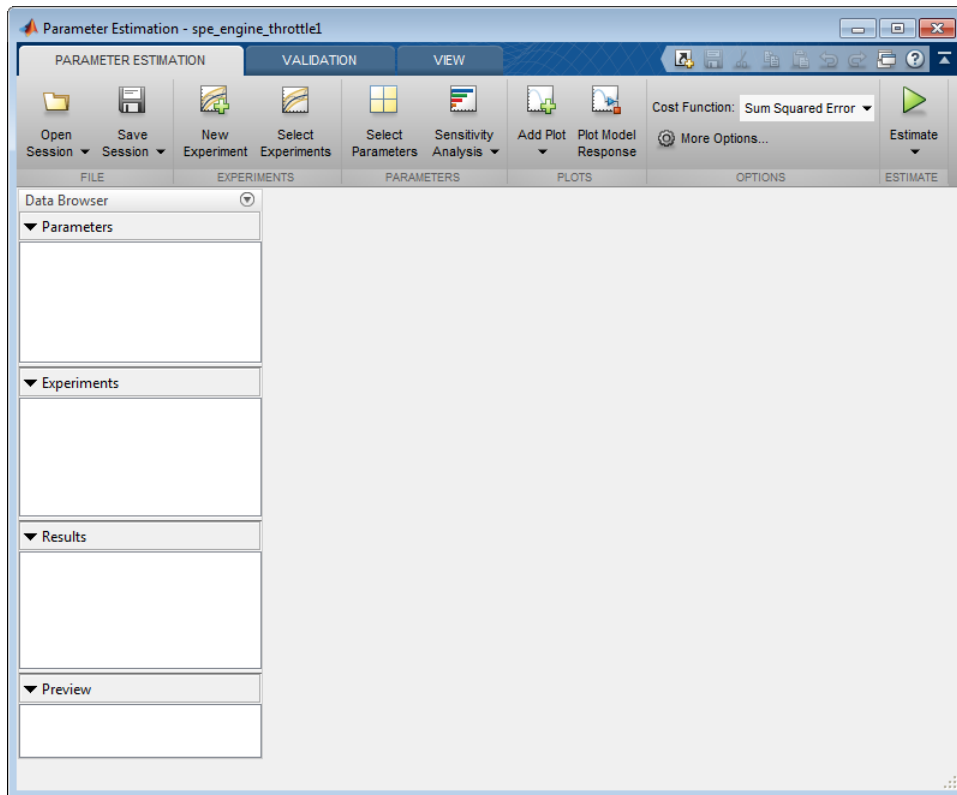 Parameter Estimation - spe_engine_throttle1
PARAMETER ESTIMATION VALIDATION VIEW
Open Session Save Session New Experiment Select Experiments Select Parameters Sensitivity Analysis Add Plot Plot Model Response Cost Function: Sum Squared Error Estimate
More Options...
FILE EXPERIMENTS PARAMETERS PLOTS OPTIONS ESTIMATE
Data Browser
Parameters
Experiments
Results
Preview